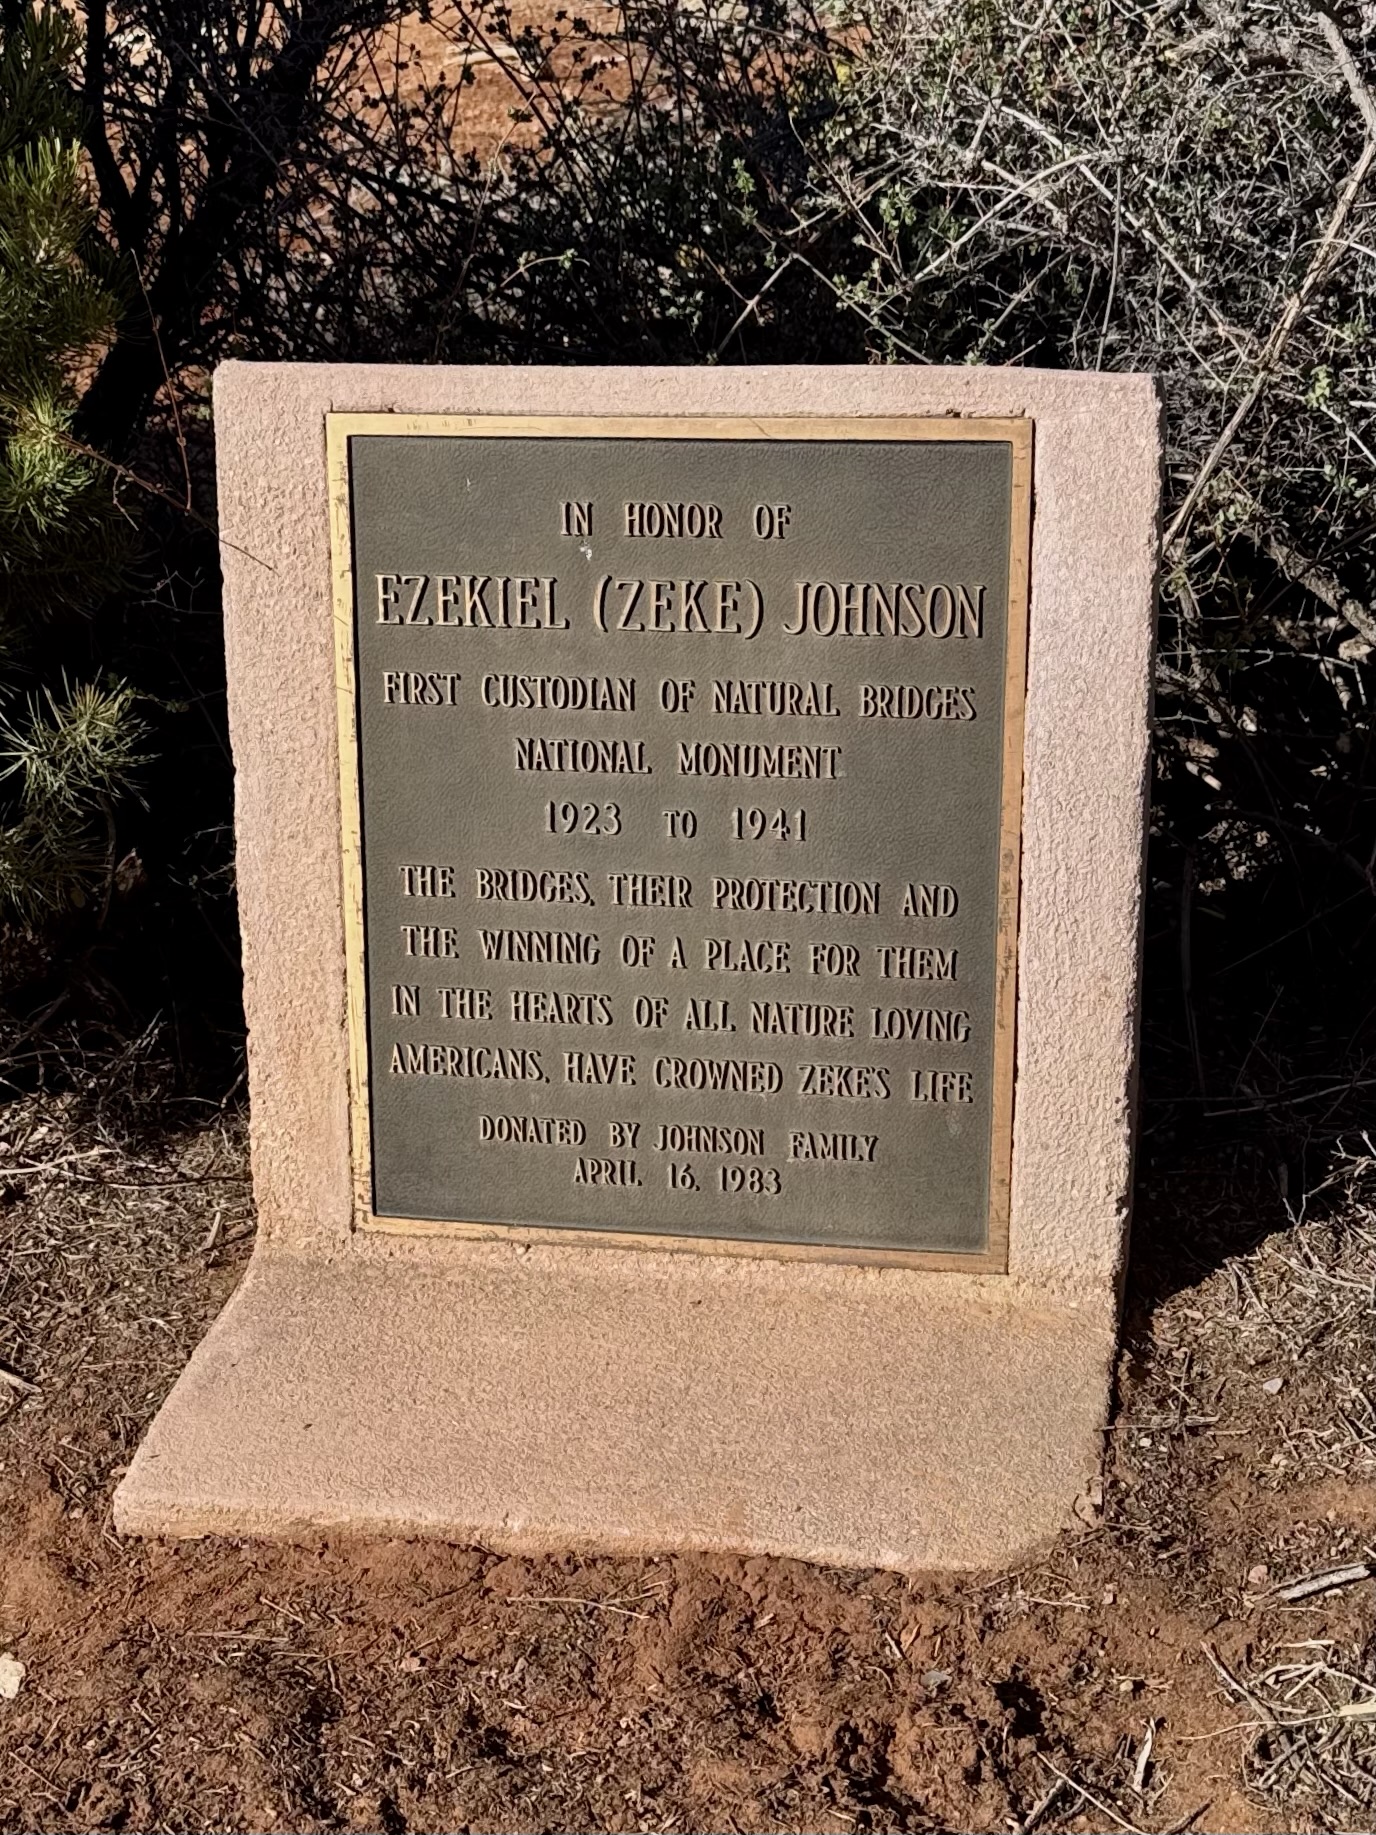 IN HONOR OF
EZEKIEL (ZEKE) JOHNSON
FIRST CUSTODIAN OF NATURAL BRIDGES
NATIONAL MONUMENT
1923 TO 1941
THE BRIDGES, THEIR PROTECTION AND
THE WINNING OF A PLACE FOR THEM
IN THE HEARTS OF ALL NATURE LOVING
AMERICANS, HAVE CROWNED ZEKE'S LIFE
DONATED BY JOHNSON FAMILY
APRIL 16, 1983